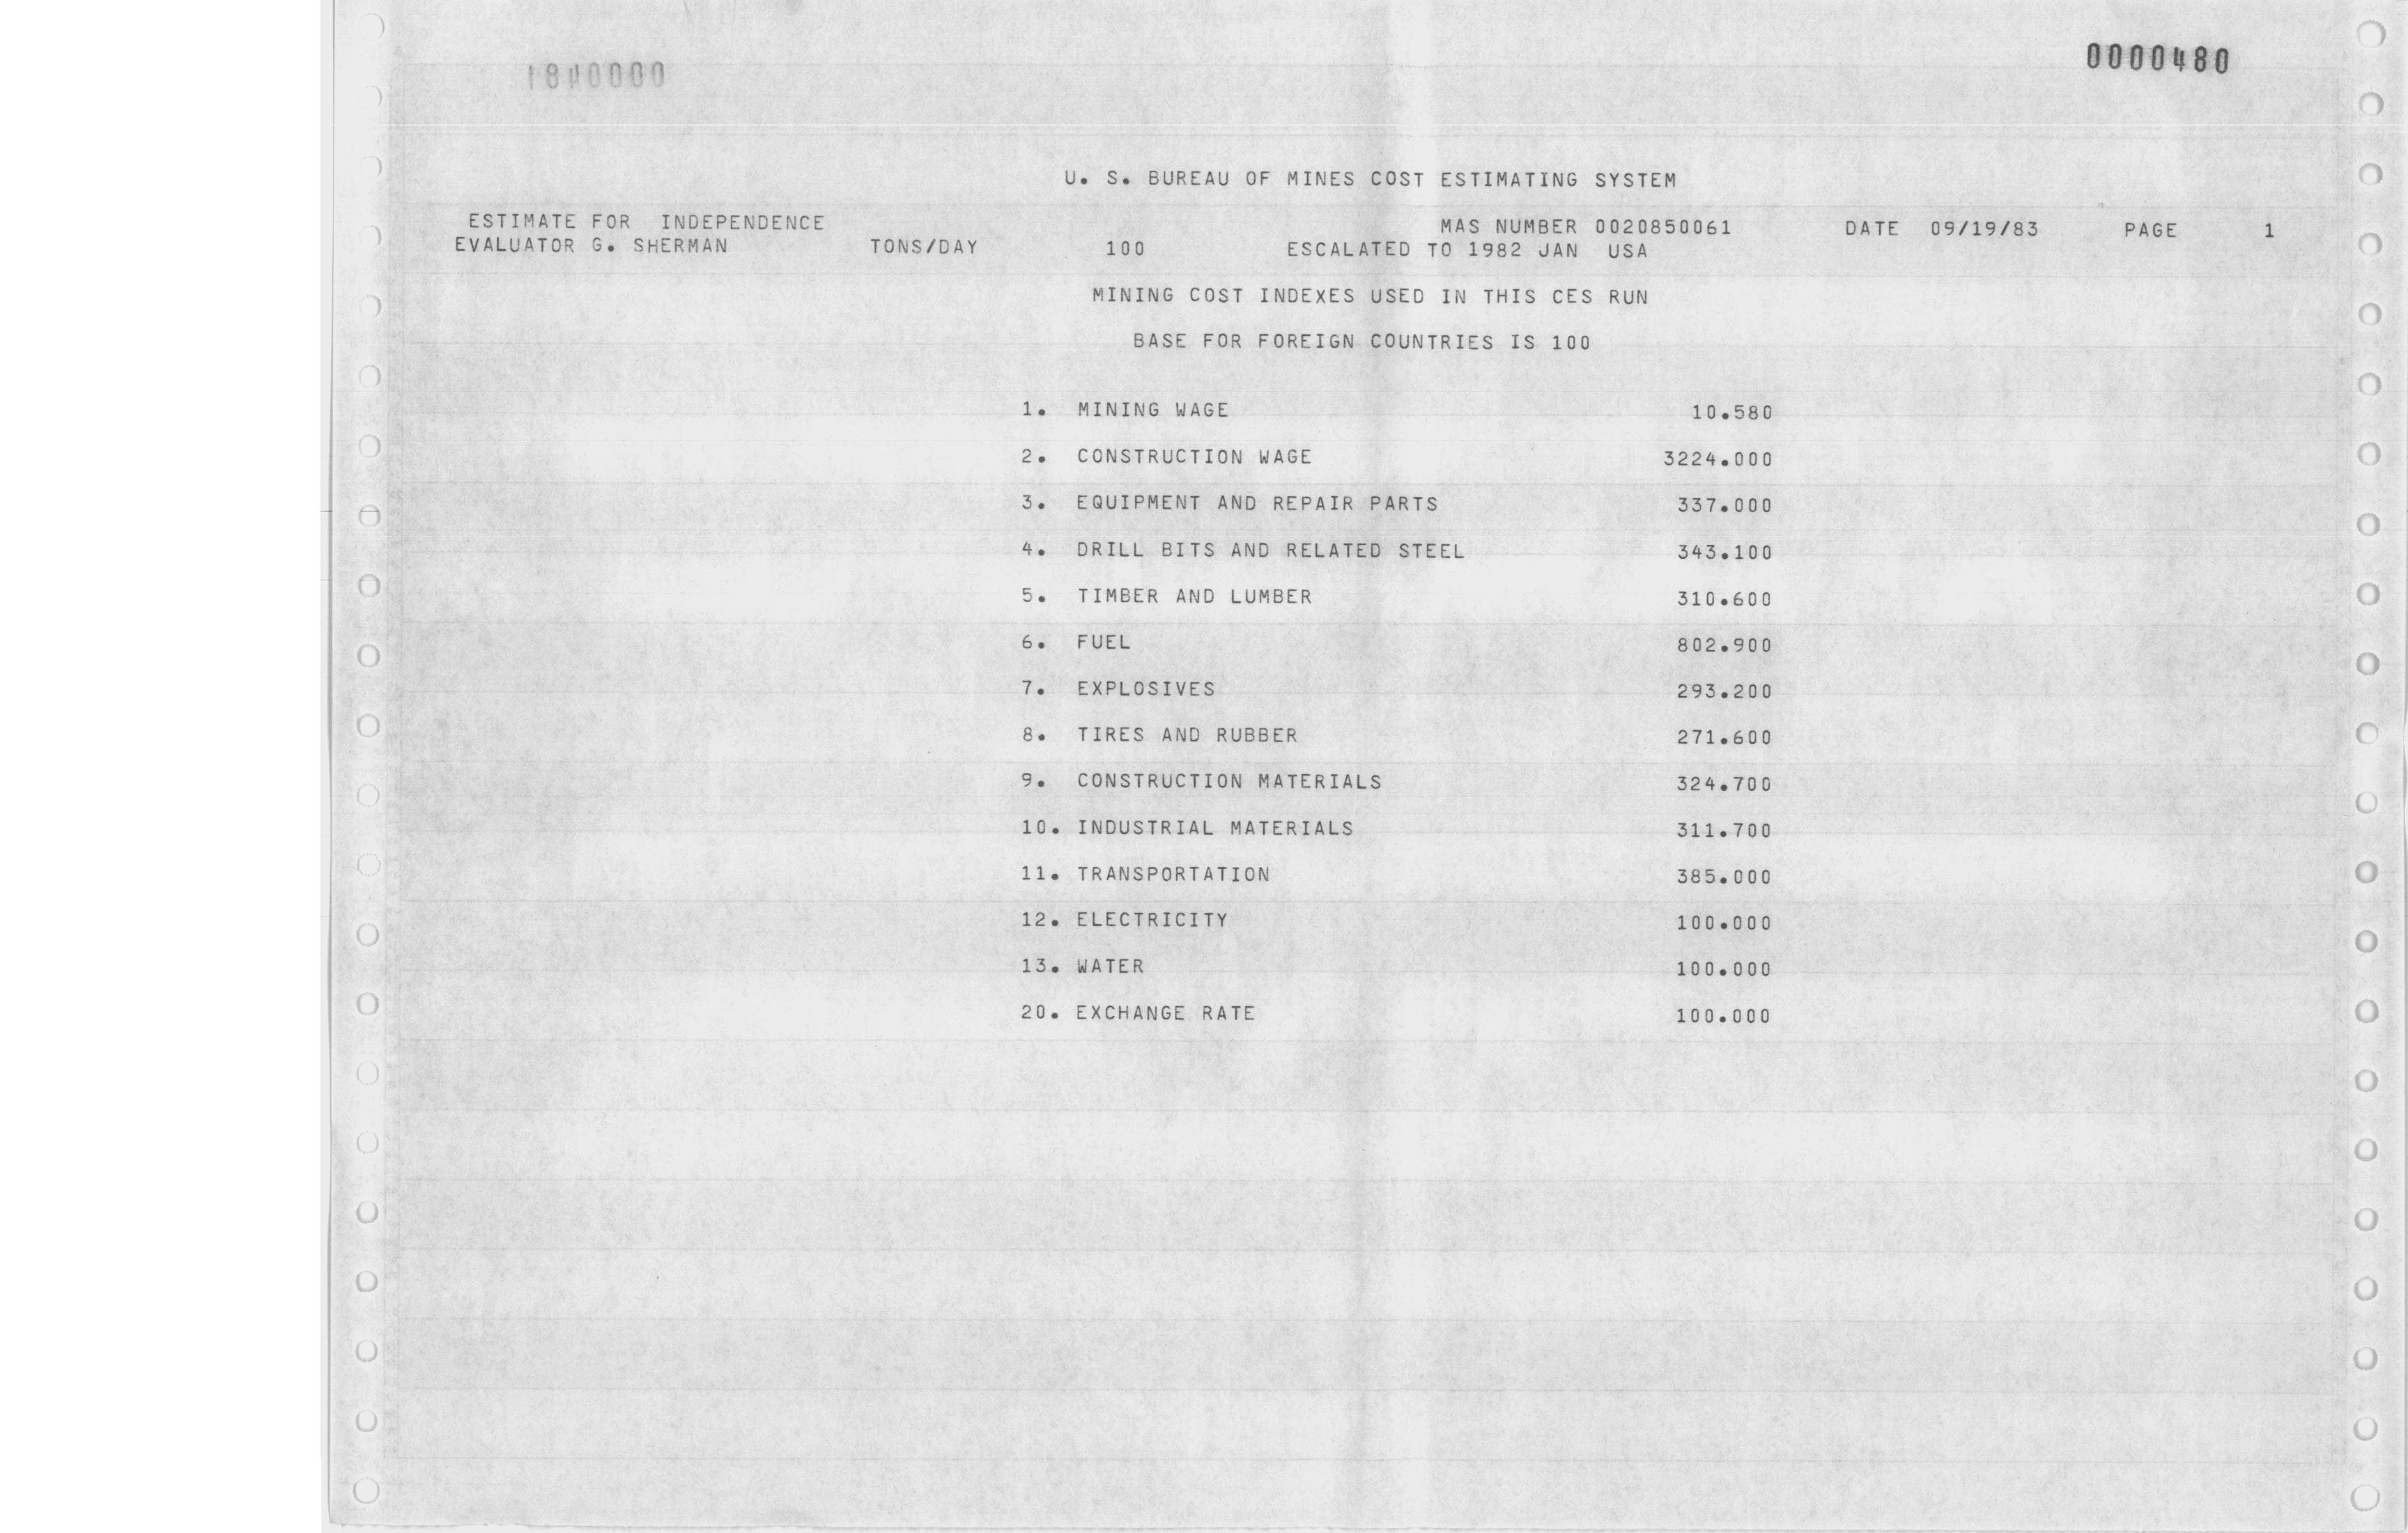 0000480
U. S. BUREAU OF MINES COST ESTIMATING SYSTEM
ESTIMATE FOR INDEPENDENCE MAS NUMBER 0020850061 DATE 09/19/83 PAGE 1
EVALUATOR G. SHERMAN TONS/DAY 100 ESCALATED TO 1982 JAN USA
MINING COST INDEXES USED IN THIS CES RUN
BASE FOR FOREIGN COUNTRIES IS 100
1. MINING WAGE 10.580
2. CONSTRUCTION WAGE 3224.000
3. EQUIPMENT AND REPAIR PARTS 337.000
4. DRILL BITS AND RELATED STEEL 343.100
5. TIMBER AND LUMBER 310.600
6. FUEL 802.900
7. EXPLOSIVES 293.200
8. TIRES AND RUBBER 271.600
9. CONSTRUCTION MATERIALS 324.700
10. INDUSTRIAL MATERIALS 311.700
11. TRANSPORTATION 385.000
12. ELECTRICITY 100.000
13. WATER 100.000
20. EXCHANGE RATE 100.000